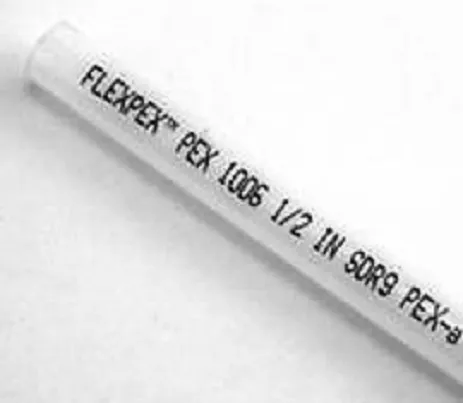 FLEXPEX™ PEX 1006 1/2 IN SDR9 PEX-a